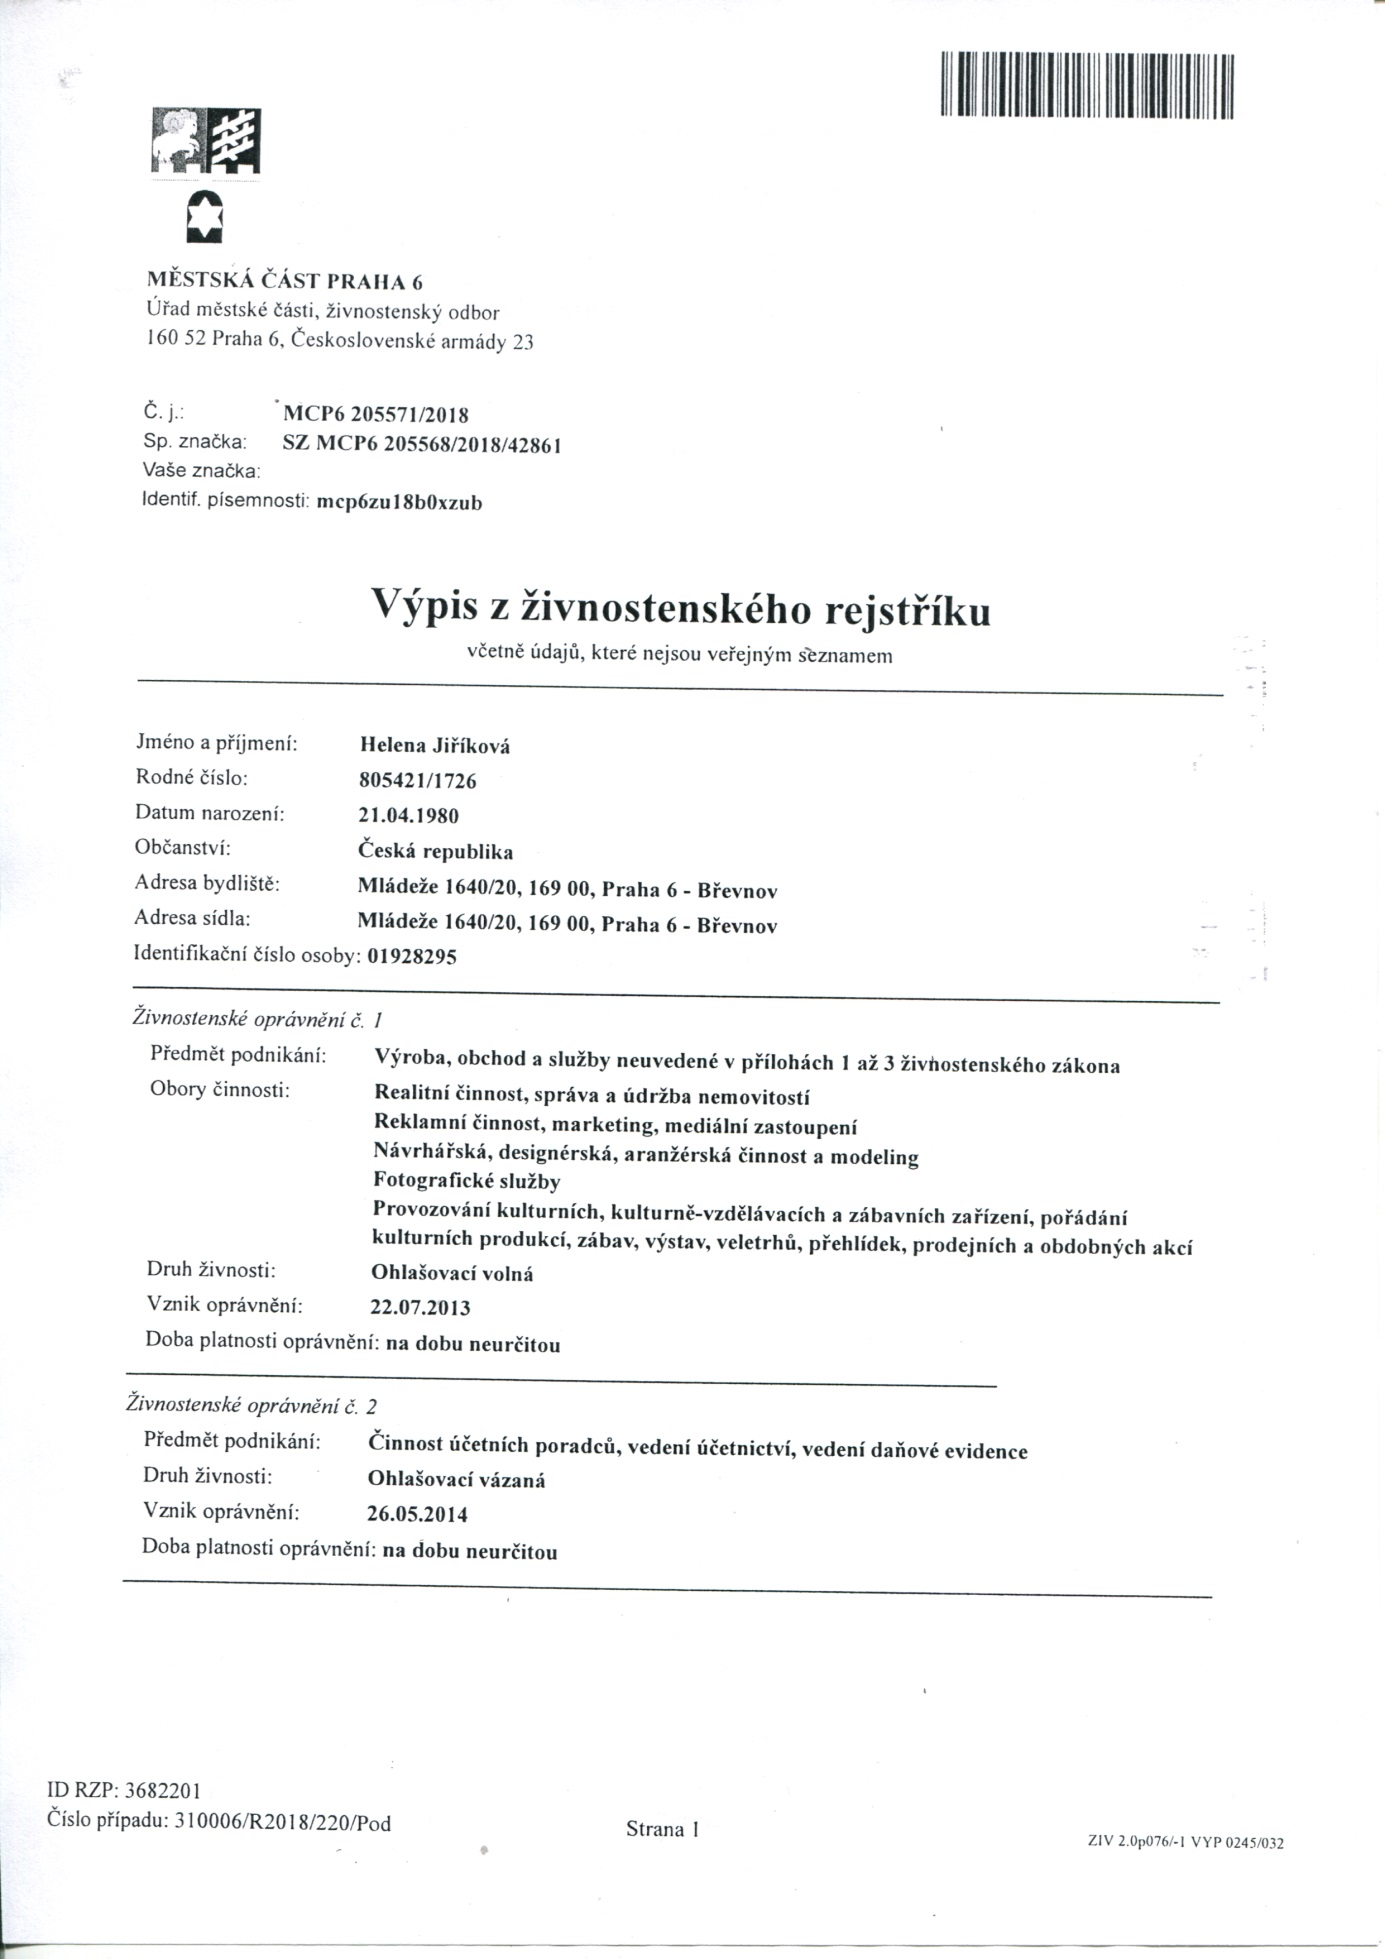 MĚSTSKÁ ČÁST PRAHA 6
Úřad městské části, živnostenský odbor
160 52 Praha 6, Československé armády 23
Č. j.: MCP6 205571/2018
Sp. značka: SZ MCP6 205568/2018/42861
Vaše značka:
Identif. písemnosti: mcp6zu18b0xzub
Výpis z živnostenského rejstříku
včetně údajů, které nejsou veřejným seznamem
Jméno a příjmení: Helena Jiříková
Rodné číslo: 805421/1726
Datum narození: 21.04.1980
Občanství: Česká republika
Adresa bydliště: Mládeže 1640/20, 169 00, Praha 6 - Břevnov
Adresa sídla: Mládeže 1640/20, 169 00, Praha 6 - Břevnov
Identifikační číslo osoby: 01928295
Živnostenské oprávnění č. 1
Předmět podnikání: Výroba, obchod a služby neuvedené v přílohách 1 až 3 živnostenského zákona
Obory činnosti: Realitní činnost, správa a údržba nemovitostí
Reklamní činnost, marketing, mediální zastoupení
Návrhářská, designérská, aranžérská činnost a modeling
Fotografické služby
Provozování kulturních, kulturně-vzdělávacích a zábavních zařízení, pořádání
kulturních produkcí, zábav, výstav, veletrhů, přehlídek, prodejních a obdobných akcí
Druh živnosti: Ohlašovací volná
Vznik oprávnění: 22.07.2013
Doba platnosti oprávnění: na dobu neurčitou
Živnostenské oprávnění č. 2
Předmět podnikání: Činnost účetních poradců, vedení účetnictví, vedení daňové evidence
Druh živnosti: Ohlašovací vázaná
Vznik oprávnění: 26.05.2014
Doba platnosti oprávnění: na dobu neurčitou
ID RZP: 3682201
Číslo případu: 310006/R2018/220/Pod
Strana 1
ZIV 2.0p076/-1 VYP 0245/032